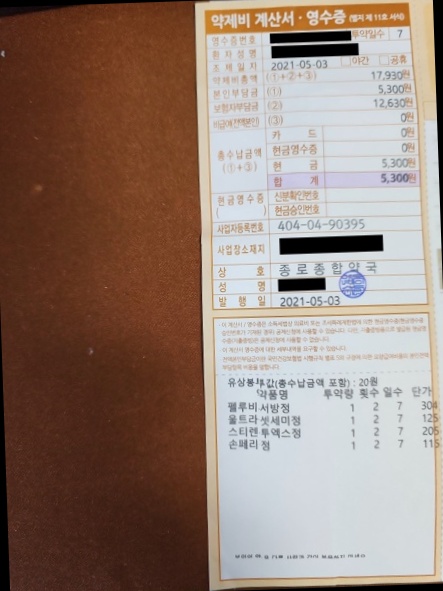 약제비 계산서 · 영수증 (별지 제 11호 서식)
영수증번호 투약일수 7
환자성명
조제일자 2021-05-03 □야간 □공휴
약제비총액 (①+②+③) 17,930원
본인부담금 (①) 5,300원
보험자부담금 (②) 12,630원
비급여(전액본인) (③) 0원
총수납금액 (①+③)
카 드 0원
현금영수증 0원
현 금 5,300원
합 계 5,300원
현금영수증 ( )
신분확인번호
현금승인번호
사업자등록번호 404-04-90395
사업장소재지
상 호 종로종합약국
성 명
발 행 일 2021-05-03
유상봉투값(총수납금액 포함) : 20원
약품명 투약량 횟수 일수 단가
펠루비서방정 1 2 7 304
울트라셋세미정 1 2 7 125
스티렌투엑스정 1 2 7 205
손페리정 1 2 7 115